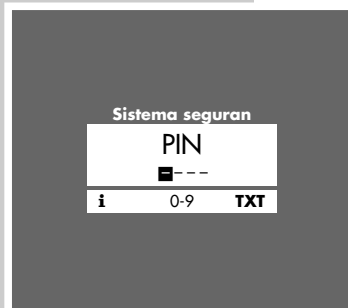 Sistema seguran
PIN
----
i 0-9 TXT